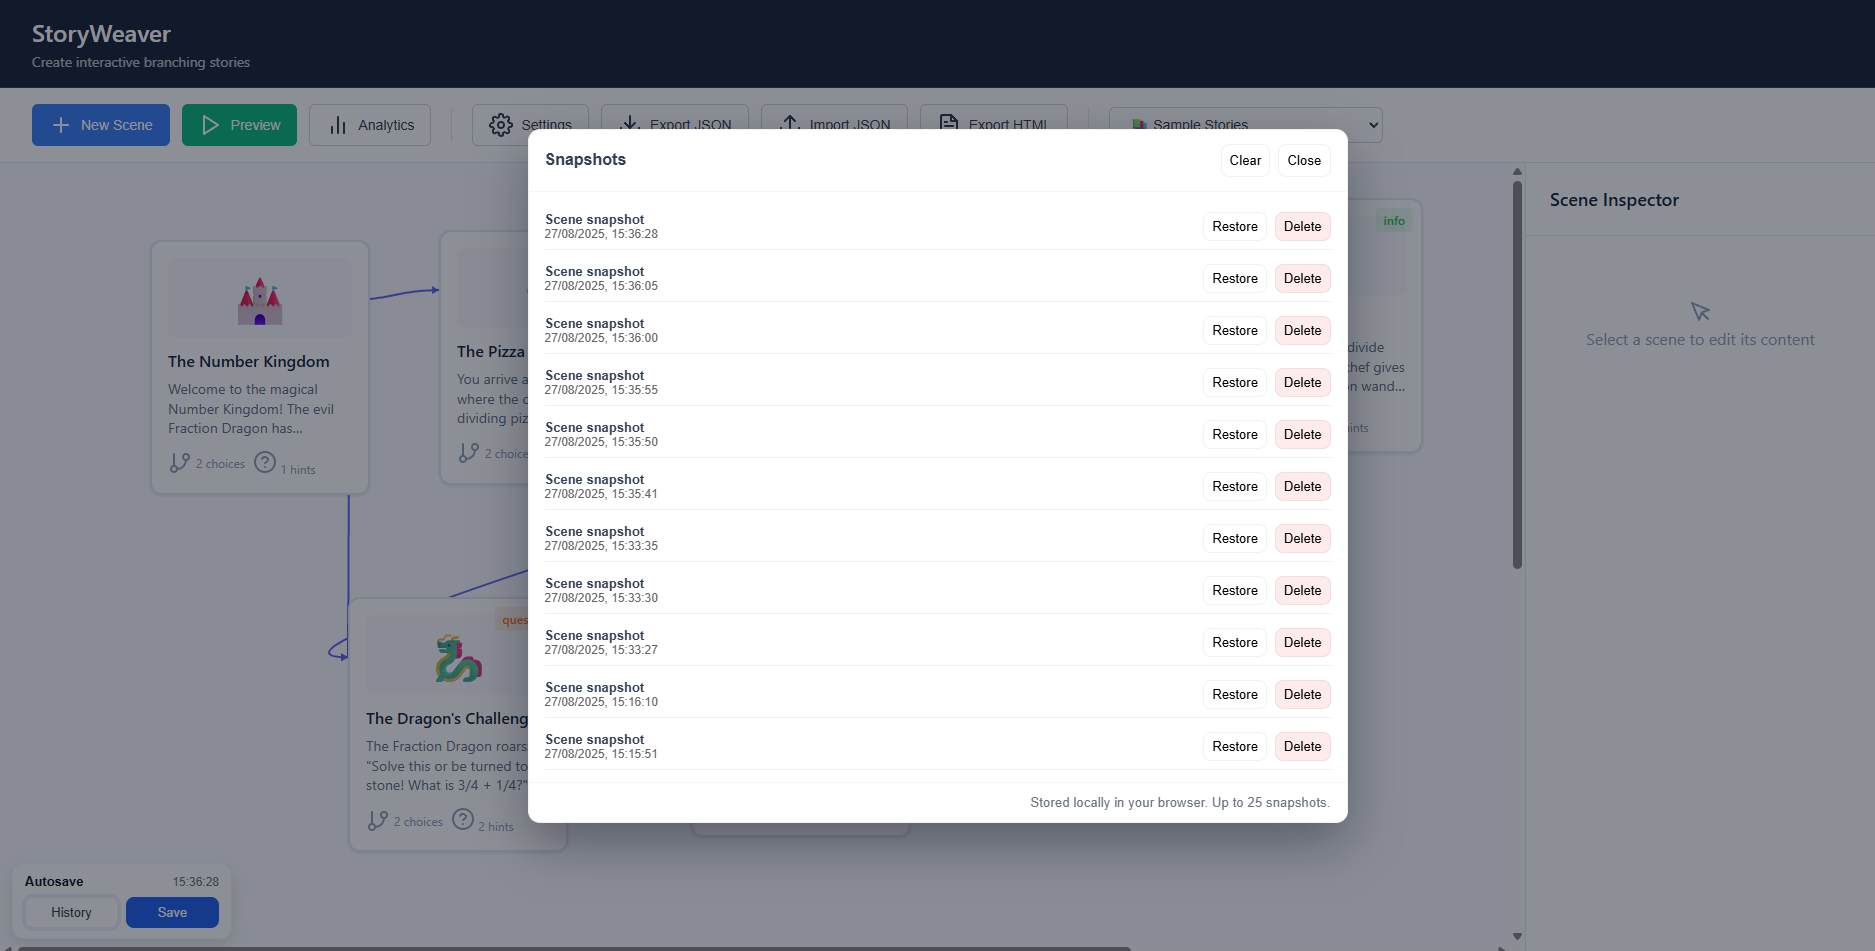 StoryWeaver
Create interactive branching stories
New Scene
Preview
Analytics
Settings
Export JSON
Import JSON
Export HTML
Sample Stories
Snapshots
Clear
Close
Scene snapshot
27/08/2025, 15:36:28
Restore
Delete
Scene snapshot
27/08/2025, 15:36:05
Restore
Delete
Scene snapshot
27/08/2025, 15:36:00
Restore
Delete
Scene snapshot
27/08/2025, 15:35:55
Restore
Delete
Scene snapshot
27/08/2025, 15:35:50
Restore
Delete
Scene snapshot
27/08/2025, 15:35:41
Restore
Delete
Scene snapshot
27/08/2025, 15:33:35
Restore
Delete
Scene snapshot
27/08/2025, 15:33:30
Restore
Delete
Scene snapshot
27/08/2025, 15:33:27
Restore
Delete
Scene snapshot
27/08/2025, 15:16:10
Restore
Delete
Scene snapshot
27/08/2025, 15:15:51
Restore
Delete
Stored locally in your browser. Up to 25 snapshots.
The Number Kingdom
Welcome to the magical
Number Kingdom! The evil
Fraction Dragon has...
2 choices
1 hints
The Pizza
You arrive a
where the c
dividing piz
2 choice
info
divide
chef gives
on wand...
hints
ques
The Dragon's Challeng
The Fraction Dragon roars
"Solve this or be turned to
stone! What is 3/4 + 1/4?"
2 choices
2 hints
Scene Inspector
Select a scene to edit its content
Autosave
15:36:28
History
Save